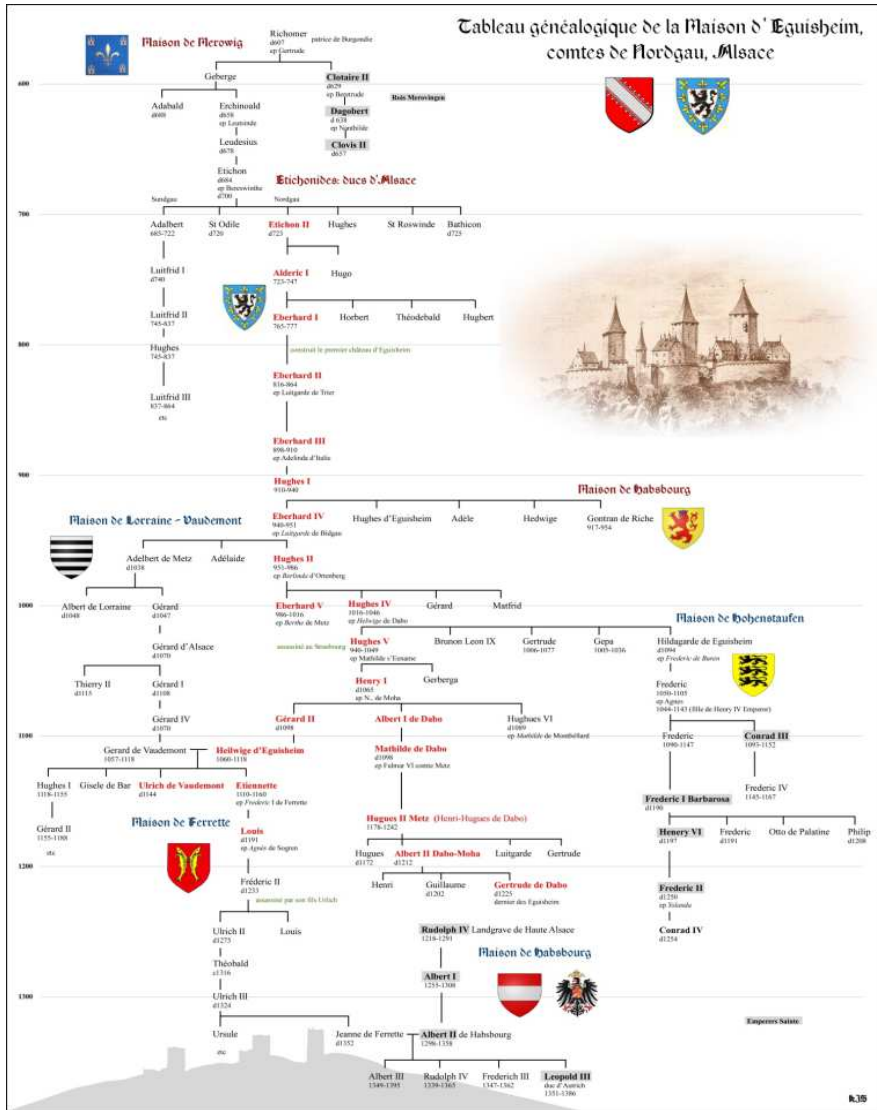 Tableau généalogique de la Maison d'Eguisheim,
comtes de Nordgau, Alsace
Maison de Merowig
Richomer
d607
ep Gertrude
patrice de Burgondie
600
Geberge
Clotaire II
d629
ep Bertrude
Rois Merovingen
Adabald
d688
Erchinoald
d658
ep Leutsinde
Dagobert
d 638
ep Nanthilde
Leudesius
d678
Clovis II
d657
Etichon
d684
ep Bereswinthe
d700
Etichonides: ducs d'Alsace
Nordgau
Nordgau
700
Adalbert
683-722
St Odile
d720
Etichon II
d723
Hughes
St Roswinde
Bathicon
d725
Luitfrid I
d740
Alderic I
723-747
Hugo
Luitfrid II
745-837
Eberhard I
765-777
Horbert
Théodebald
Hugbert
800
Hughes
745-837
construit le premier château d'Eguisheim
Luitfrid III
837-864
etc
Eberhard II
816-864
ep Luitgarde de Trier
Eberhard III
898-910
ep Adelinda d'Italie
900
Hughes I
910-940
Maison de Habsbourg
Maison de Lorraine - Vaudemont
Eberhard IV
940-951
ep Luitgarde de Bidgau
Hughes d'Eguisheim
Adèle
Hedwige
Gontran de Riche
917-954
Adelbert de Metz
d1038
Adélaide
Hughes II
951-986
ep Berlinde d'Ortenberg
1000
Albert de Lorraine
d1048
Gérard
d1047
Eberhard V
986-1016
ep Berthe de Metz
Hughes IV
1016-1046
ep Helwige de Dabo
Gérard
Matfrid
Maison de Hohenstaufen
Gérard d'Alsace
d1070
assassiné au Strasbourg
Hughes V
940-1049
ep Mathilde s'Ename
Brunon Leon IX
Gertrude
1006-1077
Gepa
1005-1036
Hildagarde de Eguisheim
d1094
ep Frederic de Buren
Thierry II
d1115
Gérard I
d1108
Henry I
d1065
ep N., de Moha
Gerberga
Frederic
1050-1105
ep Agnus
1044-1143 (fille de Henry IV Emperor)
Gérard IV
d1070
Gérard II
d1098
Albert I de Dabo
Hughues VI
d1089
ep Mathilde de Montbéliard
1100
Gerard de Vaudemont
1057-1118
Heilwige d'Eguisheim
1060-1118
Mathilde de Dabo
d1098
ep Folmar VI comte Metz
Frederic
1090-1147
Conrad III
1093-1152
Hughes I
1118-1155
Gisele de Bar
Ulrich de Vaudemont
d1144
Etiennette
1110-1160
ep Frederic I de Ferrette
Frederic IV
1145-1167
Frederic I Barbarosa
d1190
Gérard II
1155-1188
etc
Maison de Ferrette
Louis
d1191
ep Agnès de Sogren
Hugues II Metz (Henri-Hugues de Dabo)
1178-1242
Henery VI
d1197
Frederic
d1191
Otto de Palatine
Philip
d1208
Hugues
d1172
Albert II Dabo-Moha
d1212
Luitgarde
Gertrude
1200
Fréderic II
d1233
Henri
Guillaume
d1202
Gertrude de Dabo
d1225
dernier des Eguisheim
Frederic II
d1250
ep Yolande
assassiné par son fils Urlich
Ulrich II
d1275
Louis
Rudolph IV Landgrave de Haute Alsace
1218-1291
Conrad IV
d1254
Théobald
c1316
Maison de Habsbourg
Albert I
1255-1308
Ulrich III
d1324
1300
Ursule
etc
Jeanne de Ferrette
d1352
Albert II de Habsbourg
1298-1358
Emperers Sainte
Albert III
1349-1395
Rudolph IV
1339-1365
Frederich III
1347-1362
Leopold III
duc d'Autrich
1351-1386